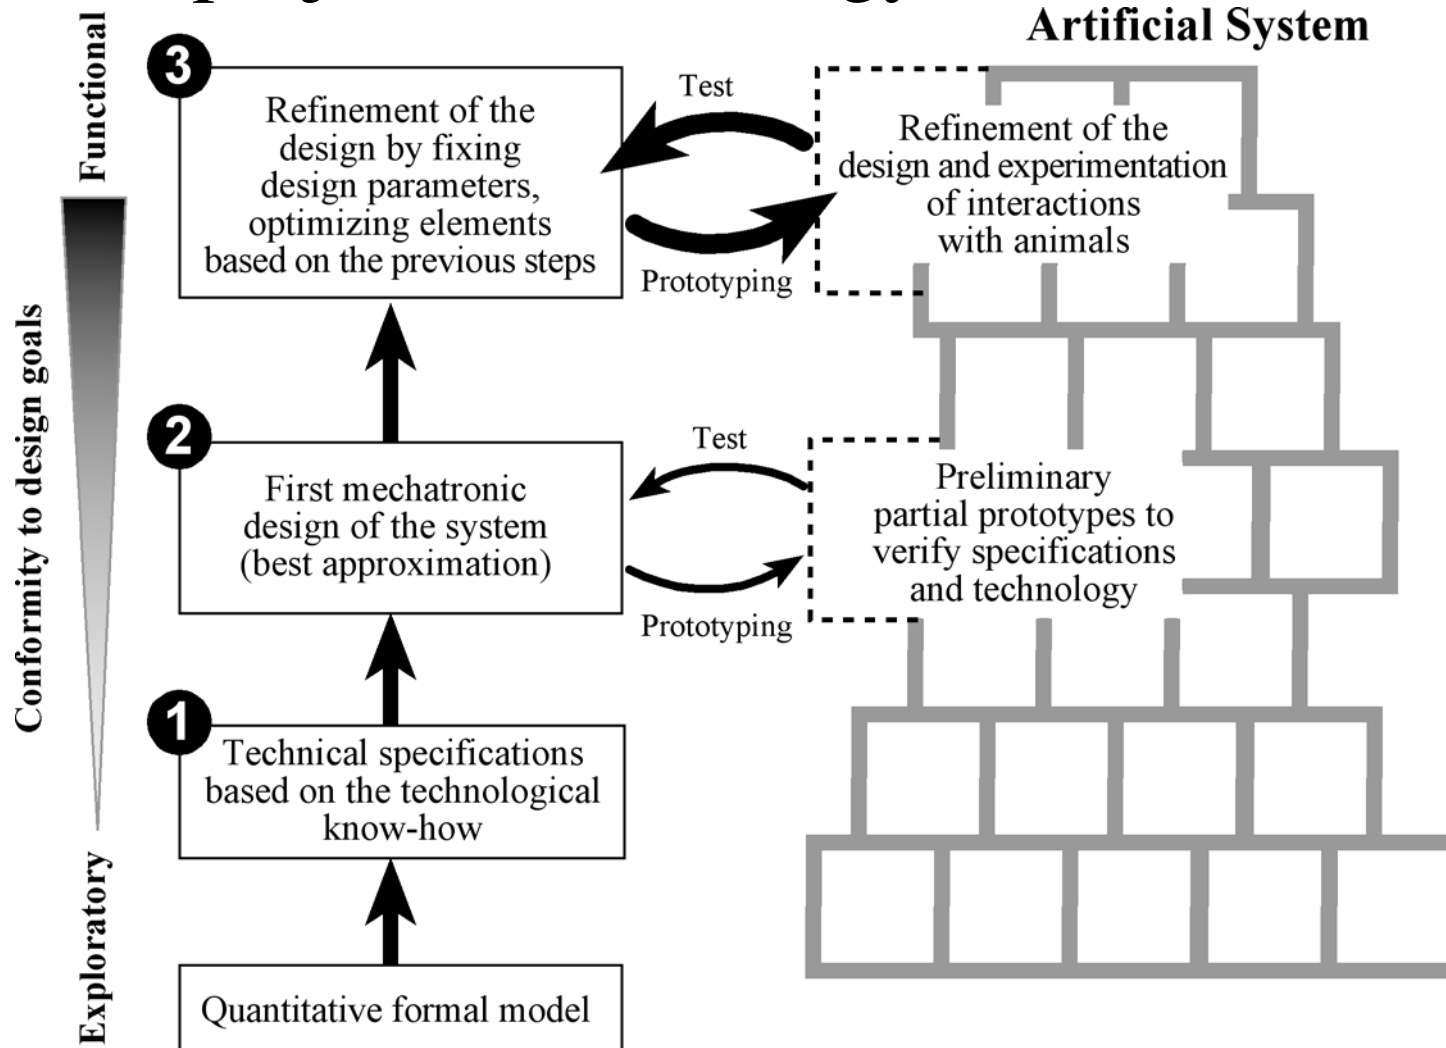 Artificial System
Functional
Conformity to design goals
Exploratory
3
Refinement of the
design by fixing
design parameters,
optimizing elements
based on the previous steps
Test
Prototyping
Refinement of the
design and experimentation
of interactions
with animals
2
First mechatronic
design of the system
(best approximation)
Test
Prototyping
Preliminary
partial prototypes to
verify specifications
and technology
1
Technical specifications
based on the technological
know-how
Quantitative formal model